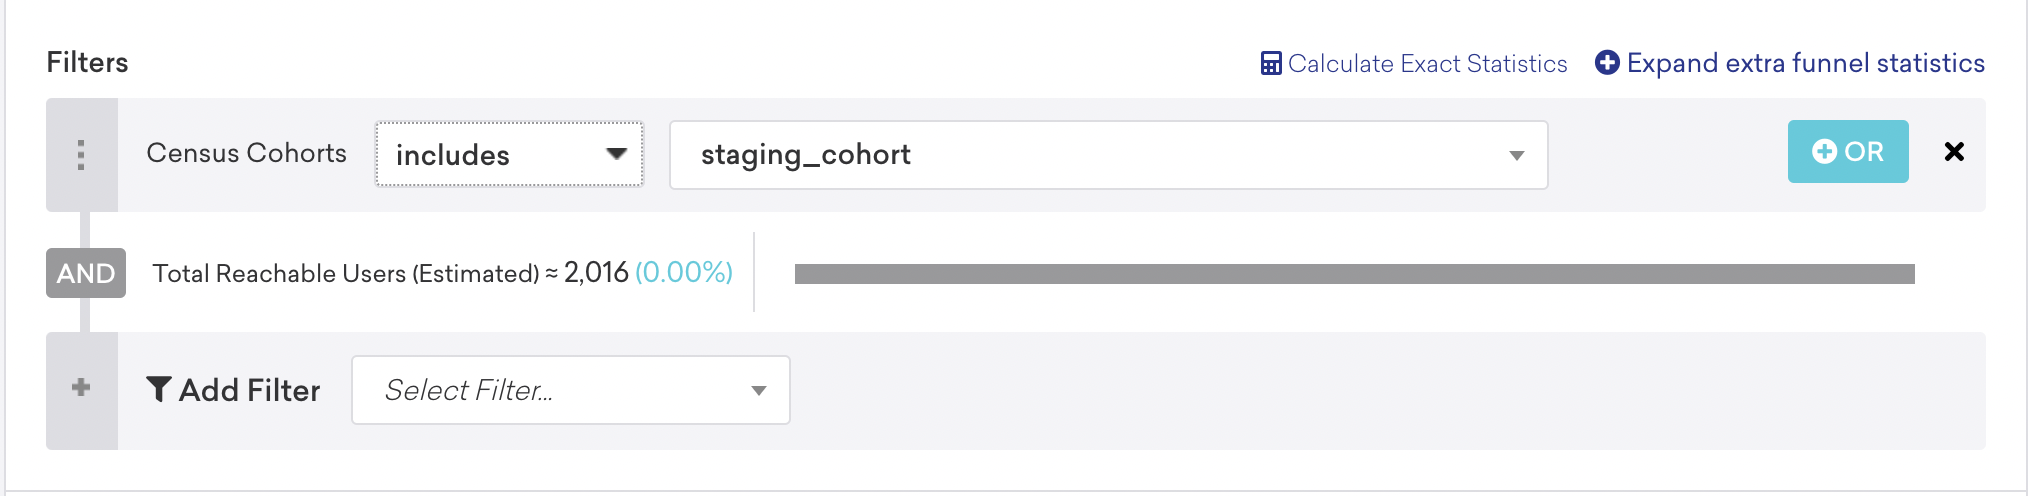 Filters
Calculate Exact Statistics
Expand extra funnel statistics
Census Cohorts includes staging_cohort OR
AND Total Reachable Users (Estimated) ≈ 2,016 (0.00%)
Add Filter Select Filter...